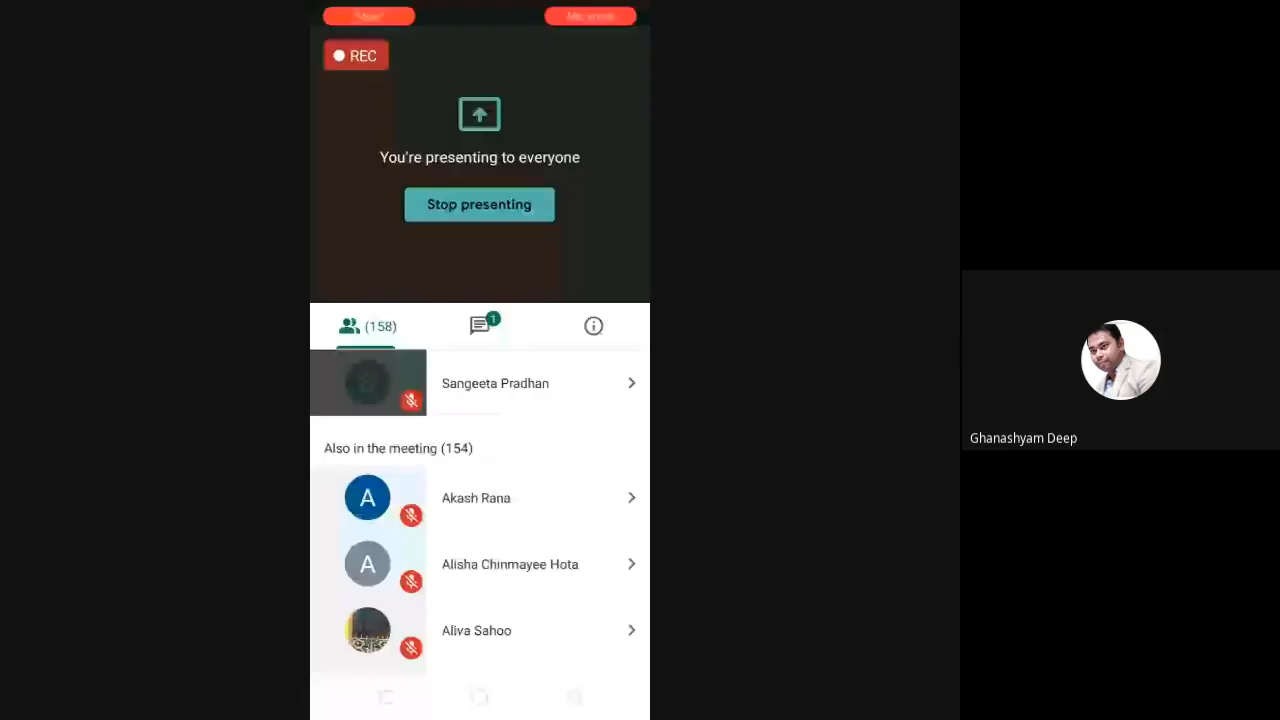 REC
You're presenting to everyone
Stop presenting
(158)
1
Sangeeta Pradhan
Also in the meeting (154)
A
Akash Rana
A
Alisha Chinmayee Hota
Aliva Sahoo
Ghanashyam Deep